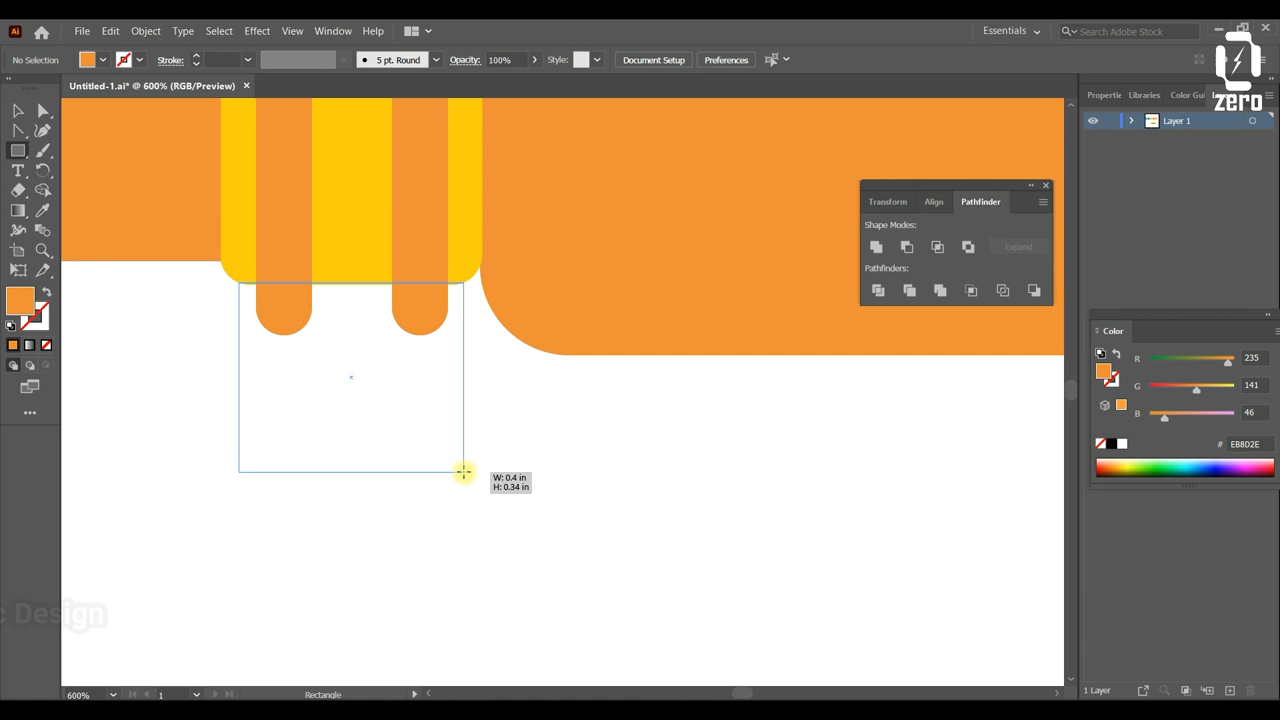 Ai File Edit Object Type Select Effect View Window Help Essentials Search Adobe Stock
No Selection Stroke: 5 pt. Round Opacity: 100% Style: Document Setup Preferences
zero
Untitled-1.ai* @ 600% (RGB/Preview)
Propertie Libraries Color Gui
Layer 1
Transform Align Pathfinder
Shape Modes:
Expand
Pathfinders:
Color
R 235
G 141
B 46
# EB8D2E
W: 0.4 in
H: 0.34 in
c Design
600% 1 Rectangle
1 Layer